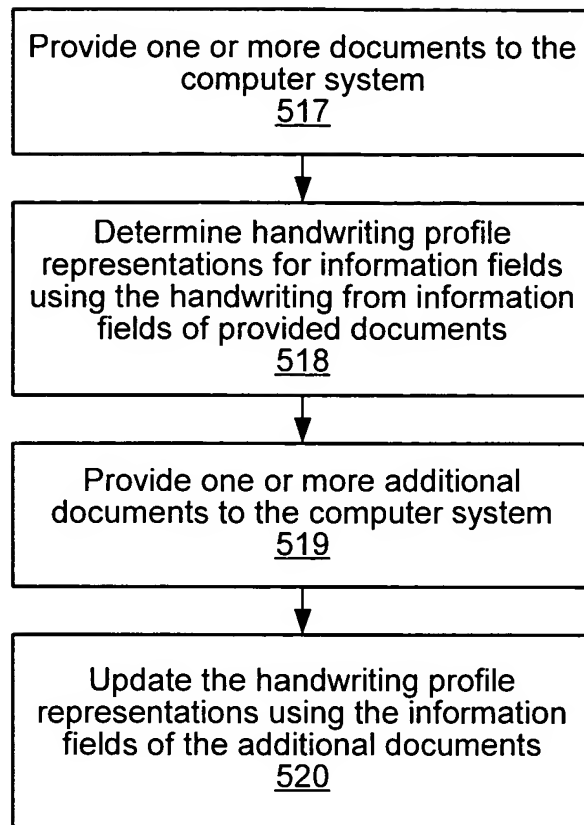 Provide one or more documents to the
computer system
517
Determine handwriting profile
representations for information fields
using the handwriting from information
fields of provided documents
518
Provide one or more additional
documents to the computer system
519
Update the handwriting profile
representations using the information
fields of the additional documents
520